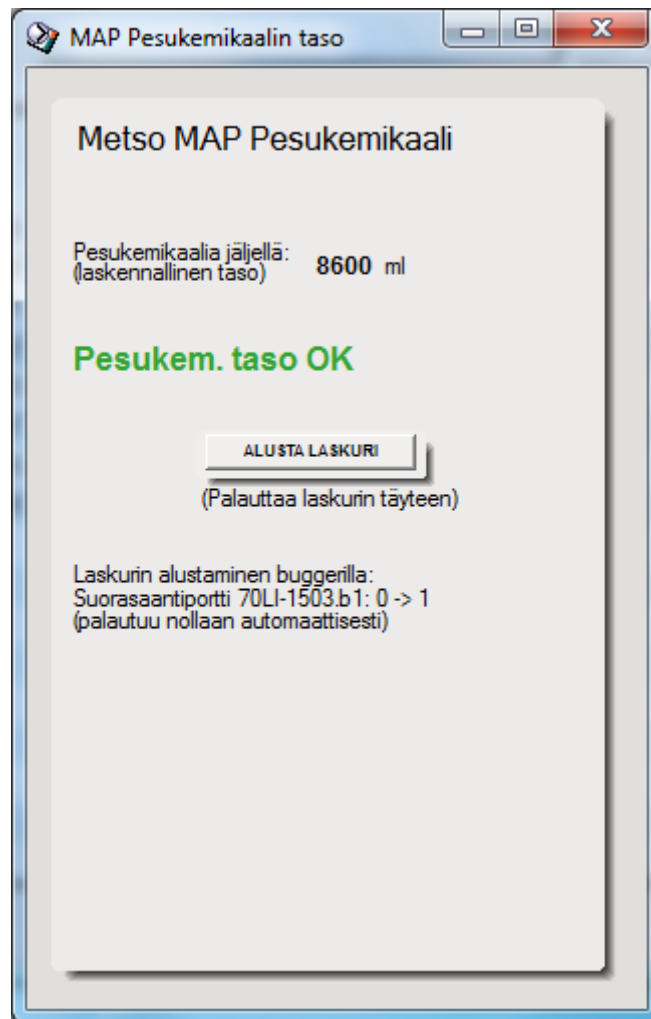 MAP Pesukemikaalin taso
Metso MAP Pesukemikaali
Pesukemikaalia jäljellä:
(laskennallinen taso) 8600 ml
Pesukem. taso OK
ALUSTA LASKURI
(Palauttaa laskurin täyteen)
Laskurin alustaminen buggerilla:
Suorasaantiportti 70LI-1503.b1: 0 -> 1
(palautuu nollaan automaattisesti)